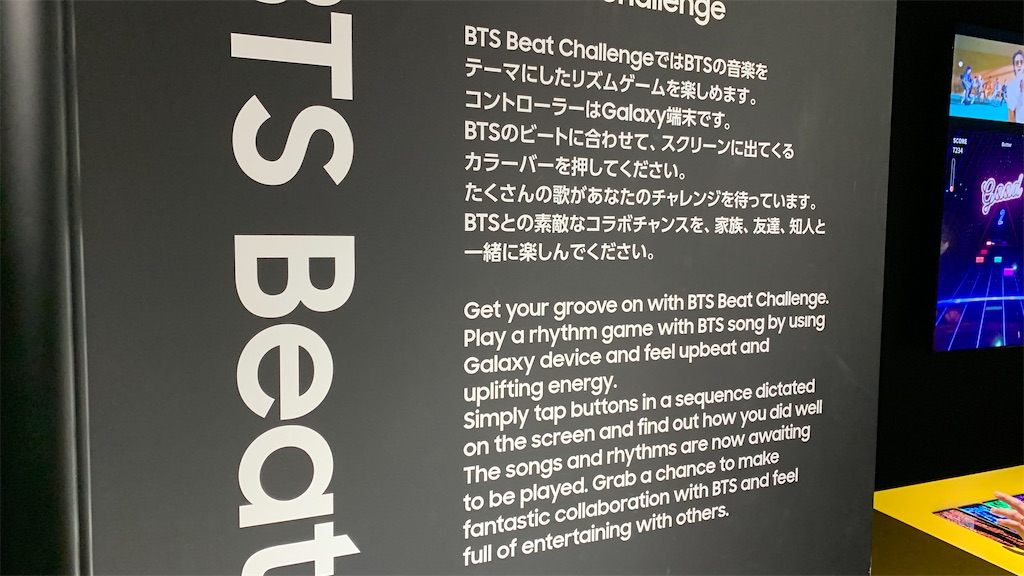 BTS Beat
Challenge
BTS Beat ChallengeではBTSの音楽を
テーマにしたリズムゲームを楽しめます。
コントローラーはGalaxy端末です。
BTSのビートに合わせて、スクリーンに出てくる
カラーバーを押してください。
たくさんの歌があなたのチャレンジを待っています。
BTSとの素敵なコラボチャンスを、家族、友達、知人と
一緒に楽しんでください。
Get your groove on with BTS Beat Challenge.
Play a rhythm game with BTS song by using
Galaxy device and feel upbeat and
uplifting energy.
Simply tap buttons in a sequence dictated
on the screen and find out how you did well
The songs and rhythms are now awaiting
to be played. Grab a chance to make
fantastic collaboration with BTS and feel
full of entertaining with others.
SCORE
7234
Butter
Good
2